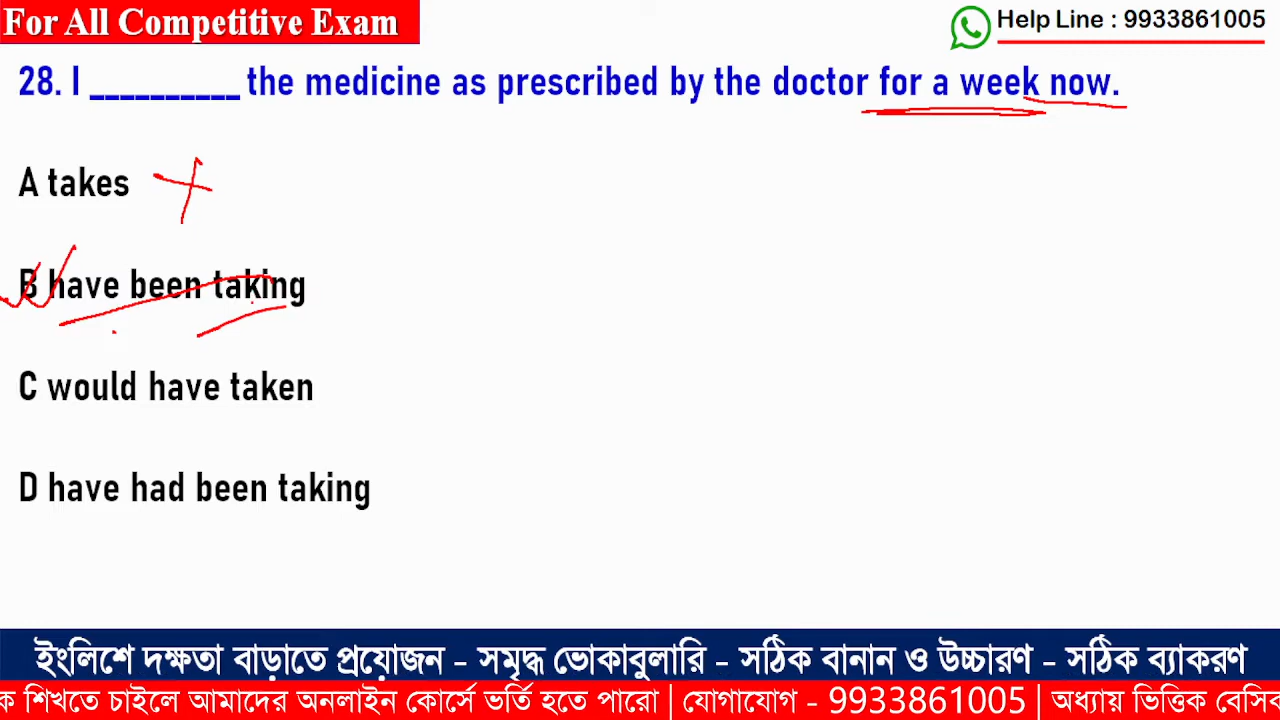 For All Competitive Exam
Help Line : 9933861005
28. I __________ the medicine as prescribed by the doctor for a week now.
A takes
B have been taking
C would have taken
D have had been taking
ইংলিশে দক্ষতা বাড়াতে প্রয়োজন - সমৃদ্ধ ভোকাবুলারি - সঠিক বানান ও উচ্চারণ - সঠিক ব্যাকরণ
ক শিখতে চাইলে আমাদের অনলাইন কোর্সে ভর্তি হতে পারো | যোগাযোগ - 9933861005 | অধ্যায় ভিত্তিক বেসিক